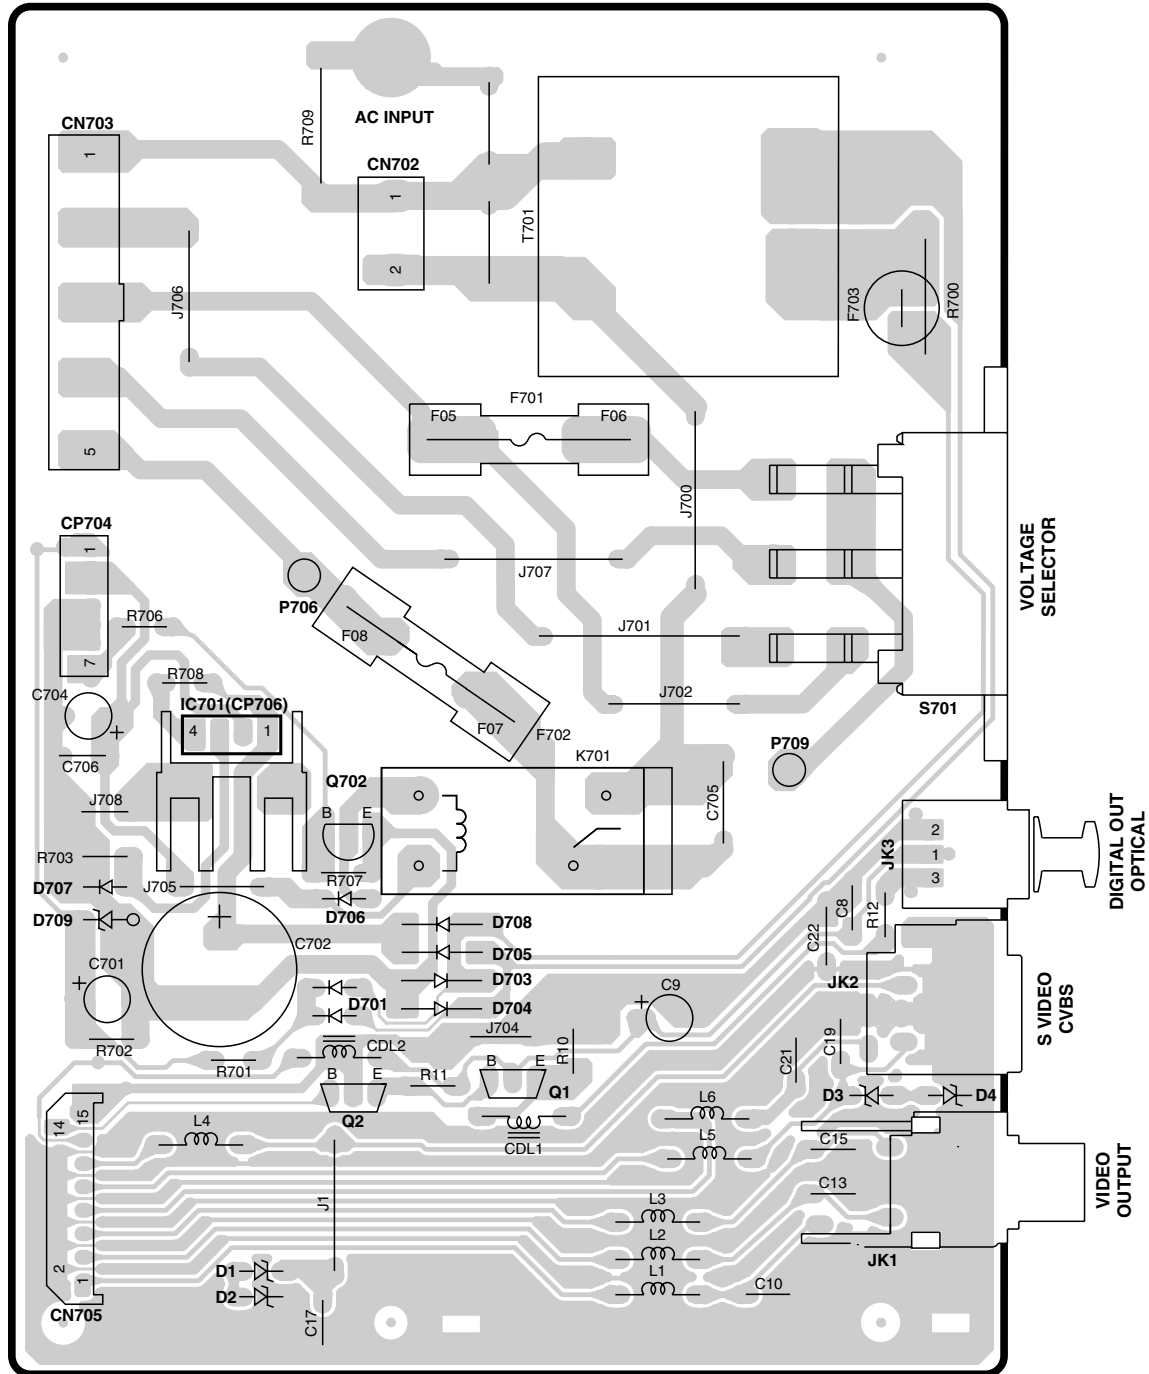 AC INPUT
R709
CN703
1
5
CN702
1
2
T701
J706
F703
R700
F701
F05
F06
J700
VOLTAGE
SELECTOR
CP704
1
7
J707
P706
R706
F08
J701
R708
C704
+
IC701(CP706)
4
1
J702
S701
F07
F702
C706
P709
K701
Q702
B
E
J708
C705
DIGITAL OUT
OPTICAL
JK3
2
1
3
R703
D707
J705
R707
D706
D709
+
C702
D708
D705
D703
D704
C8
R12
C22
C701
+
D701
JK2
C9
+
S VIDEO
CVBS
R702
R701
CDL2
J704
R10
C21
C19
B
E
R11
B
E
Q1
Q2
D3
D4
15
14
L4
CDL1
L6
L5
C15
C13
VIDEO
OUTPUT
J1
L3
L2
L1
JK1
C10
2
1
D1
D2
C17
CN705